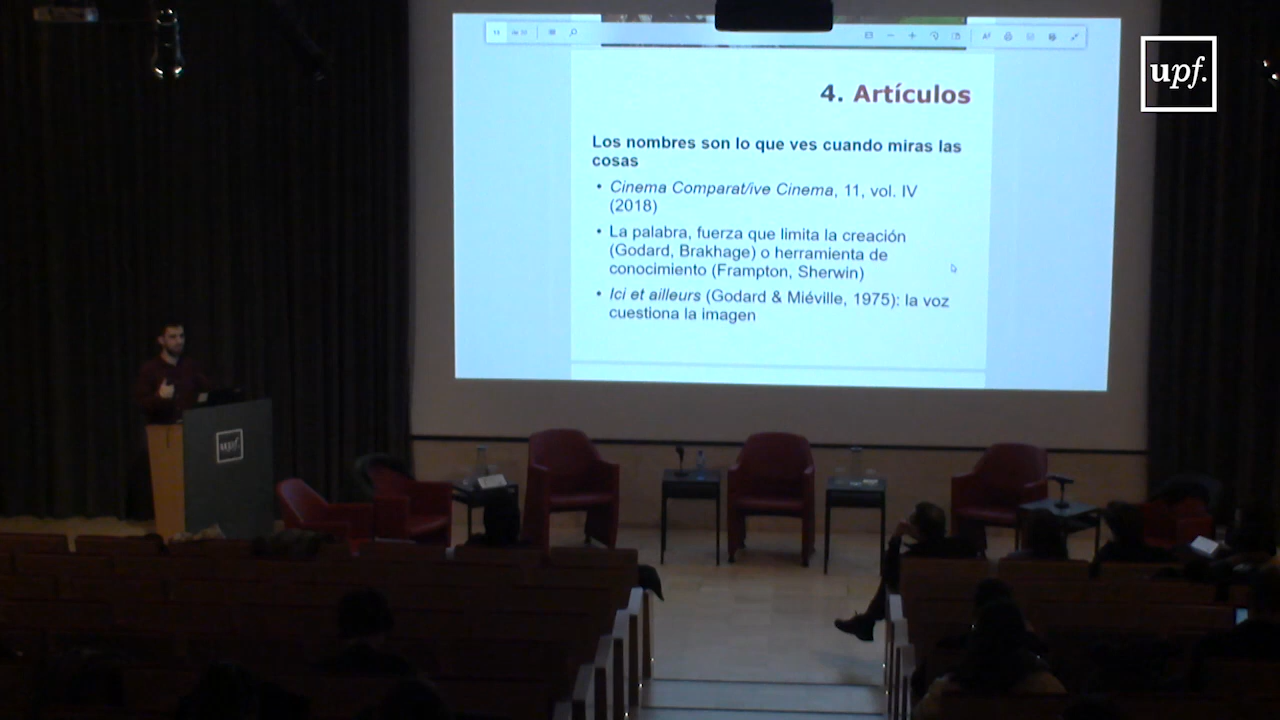 upf.
4. Artículos
Los nombres son lo que ves cuando miras las
cosas
• Cinema Comparat/ive Cinema, 11, vol. IV
(2018)
• La palabra, fuerza que limita la creación
(Godard, Brakhage) o herramienta de
conocimiento (Frampton, Sherwin)
• Ici et ailleurs (Godard & Miéville, 1975): la voz
cuestiona la imagen
upf.